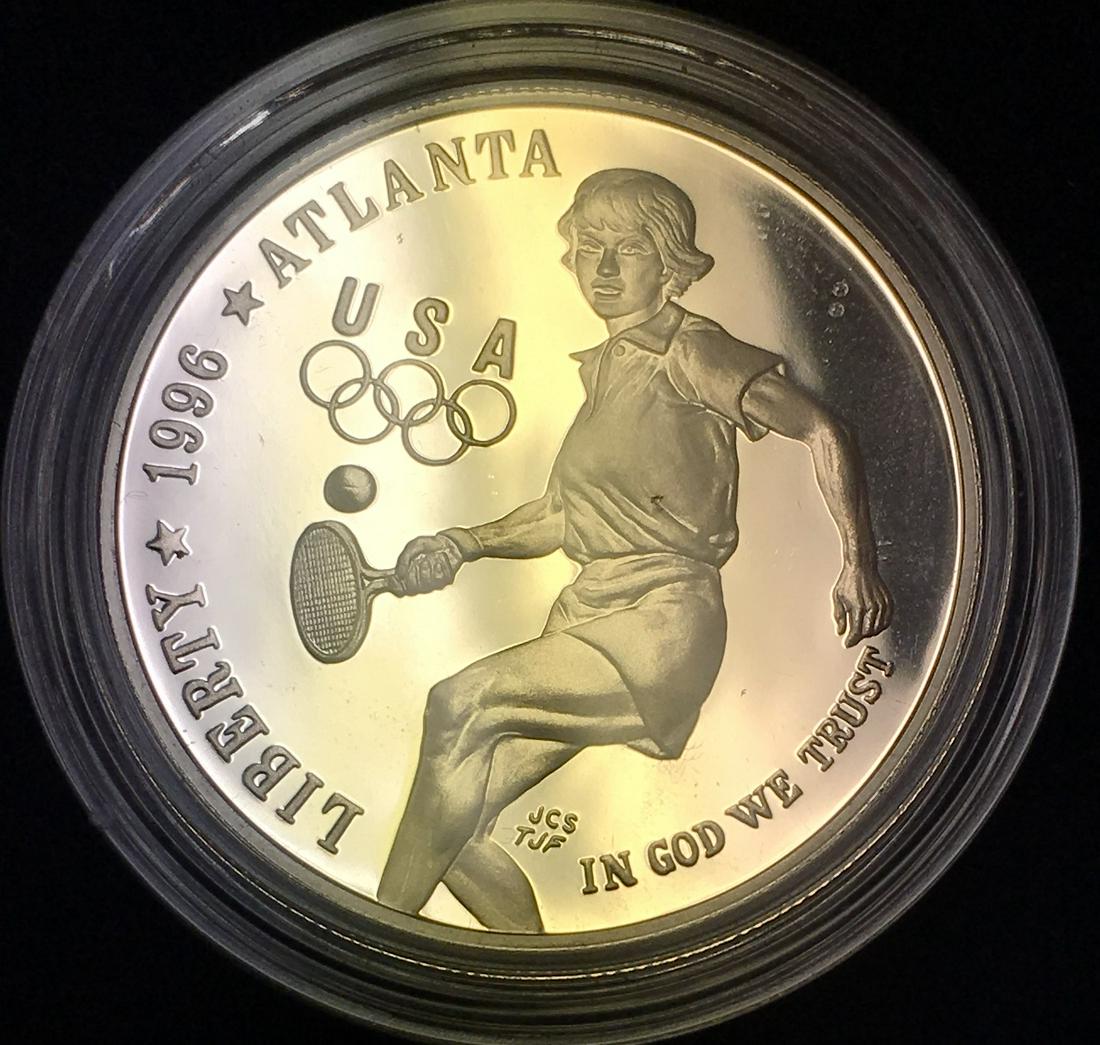 LIBERTY ★ 1996 ★ ATLANTA
USA
JCS
TJF
IN GOD WE TRUST